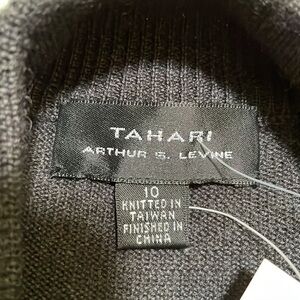 TAHARI
ARTHUR S. LEVINE
10
KNITTED IN
TAIWAN
FINISHED IN
CHINA